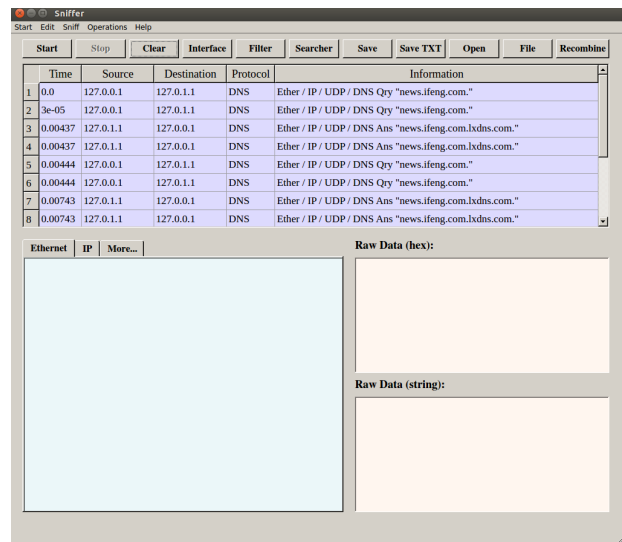 Sniffer
Start Edit Sniff Operations Help
Start Stop Clear Interface Filter Searcher Save Save TXT Open File Recombine
Time Source Destination Protocol Information
1 0.0 127.0.0.1 127.0.1.1 DNS Ether / IP / UDP / DNS Qry "news.ifeng.com."
2 3e-05 127.0.0.1 127.0.1.1 DNS Ether / IP / UDP / DNS Qry "news.ifeng.com."
3 0.00437 127.0.1.1 127.0.0.1 DNS Ether / IP / UDP / DNS Ans "news.ifeng.com.lxdns.com."
4 0.00437 127.0.1.1 127.0.0.1 DNS Ether / IP / UDP / DNS Ans "news.ifeng.com.lxdns.com."
5 0.00444 127.0.0.1 127.0.1.1 DNS Ether / IP / UDP / DNS Qry "news.ifeng.com."
6 0.00444 127.0.0.1 127.0.1.1 DNS Ether / IP / UDP / DNS Qry "news.ifeng.com."
7 0.00743 127.0.1.1 127.0.0.1 DNS Ether / IP / UDP / DNS Ans "news.ifeng.com.lxdns.com."
8 0.00743 127.0.1.1 127.0.0.1 DNS Ether / IP / UDP / DNS Ans "news.ifeng.com.lxdns.com."
Ethernet IP More...
Raw Data (hex):
Raw Data (string):